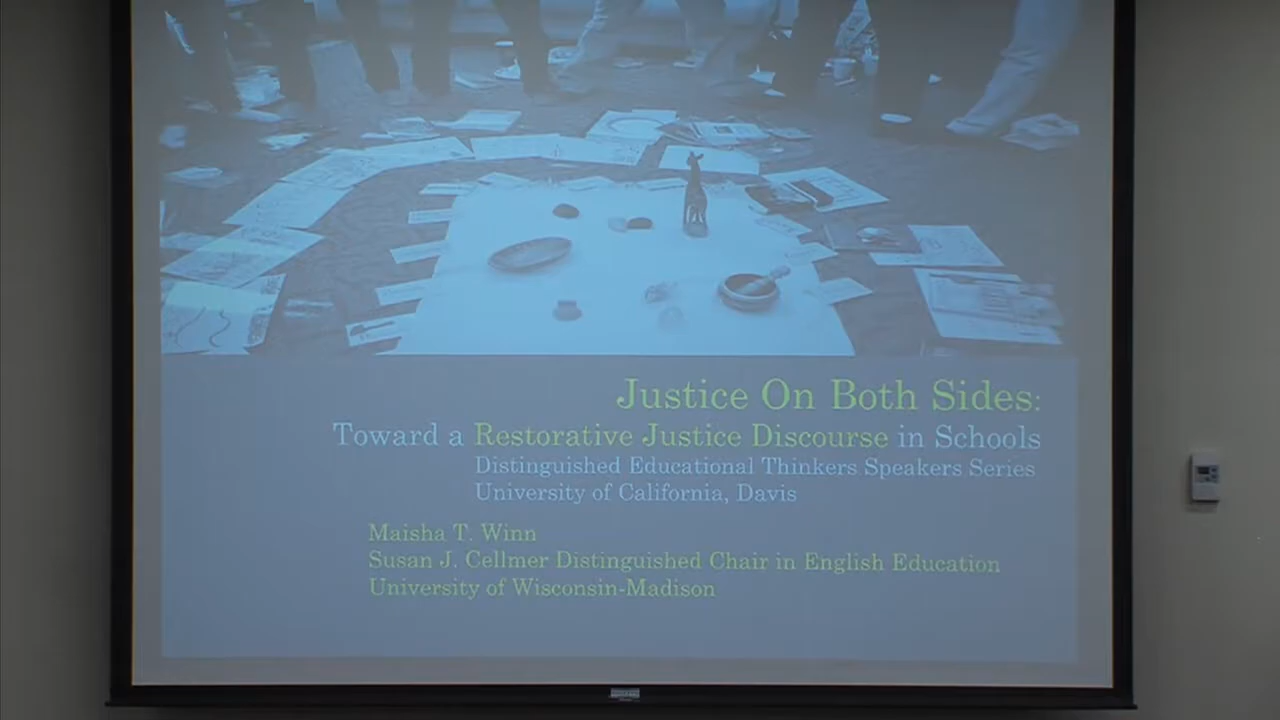 Justice On Both Sides:
Toward a Restorative Justice Discourse in Schools
Distinguished Educational Thinkers Speakers Series
University of California, Davis
Maisha T. Winn
Susan J. Cellmer Distinguished Chair in English Education
University of Wisconsin-Madison